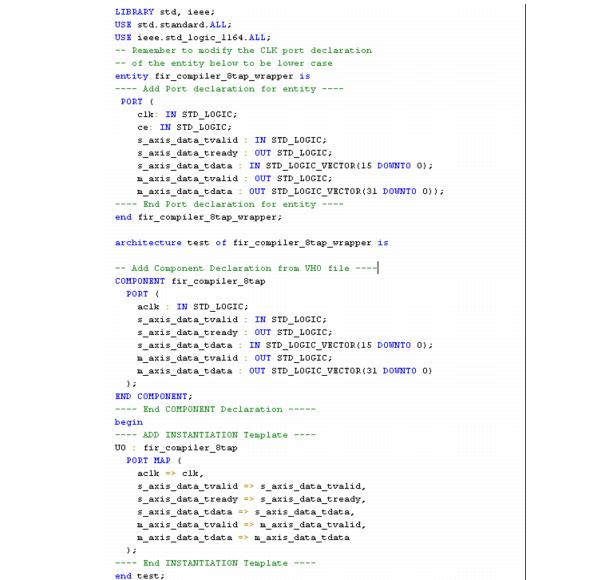 LIBRARY std, ieee;
USE std.standard.ALL;
USE ieee.std_logic_1164.ALL;
-- Remember to modify the CLK port declaration
-- of the entity below to be lower case
entity fir_compiler_8tap_wrapper is
---- Add Port declaration for entity ----
PORT (
clk: IN STD_LOGIC;
ce: IN STD_LOGIC;
s_axis_data_tvalid : IN STD_LOGIC;
s_axis_data_tready : OUT STD_LOGIC;
s_axis_data_tdata : IN STD_LOGIC_VECTOR(15 DOWNTO 0);
m_axis_data_tvalid : OUT STD_LOGIC;
m_axis_data_tdata : OUT STD_LOGIC_VECTOR(31 DOWNTO 0));
---- End Port declaration for entity ----
end fir_compiler_8tap_wrapper;
architecture test of fir_compiler_8tap_wrapper is
-- Add Component Declaration from VHO file ----
COMPONENT fir_compiler_8tap
PORT (
aclk : IN STD_LOGIC;
s_axis_data_tvalid : IN STD_LOGIC;
s_axis_data_tready : OUT STD_LOGIC;
s_axis_data_tdata : IN STD_LOGIC_VECTOR(15 DOWNTO 0);
m_axis_data_tvalid : OUT STD_LOGIC;
m_axis_data_tdata : OUT STD_LOGIC_VECTOR(31 DOWNTO 0)
);
END COMPONENT;
---- End COMPONENT Declaration -----
begin
---- ADD INSTANTIATION Template ----
U0 : fir_compiler_8tap
PORT MAP (
aclk => clk,
s_axis_data_tvalid => s_axis_data_tvalid,
s_axis_data_tready => s_axis_data_tready,
s_axis_data_tdata => s_axis_data_tdata,
m_axis_data_tvalid => m_axis_data_tvalid,
m_axis_data_tdata => m_axis_data_tdata
);
---- End INSTANTIATION Template ----
end test;